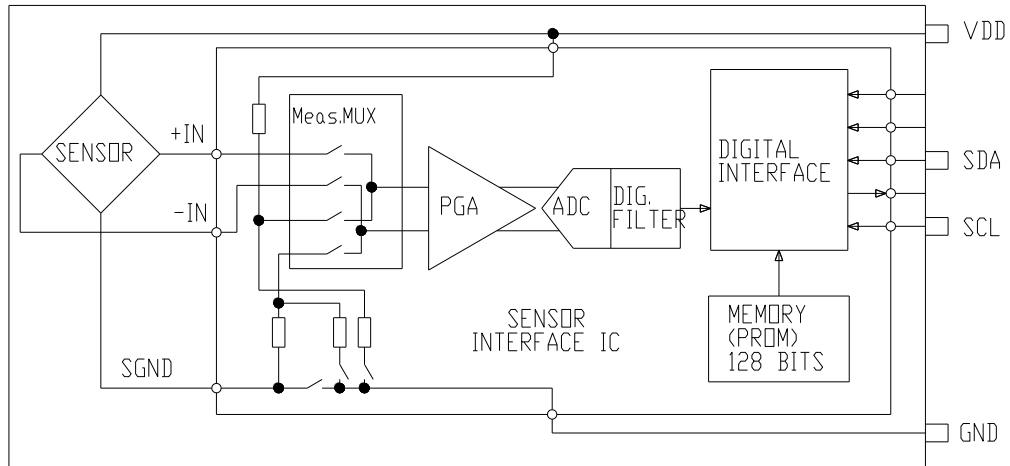 VDD
Meas.MUX
+IN
SENSOR
DIGITAL
INTERFACE
SDA
PGA
ADC
DIG.
FILTER
-IN
SCL
SENSOR
INTERFACE IC
MEMORY
(PROM)
128 BITS
SGND
GND